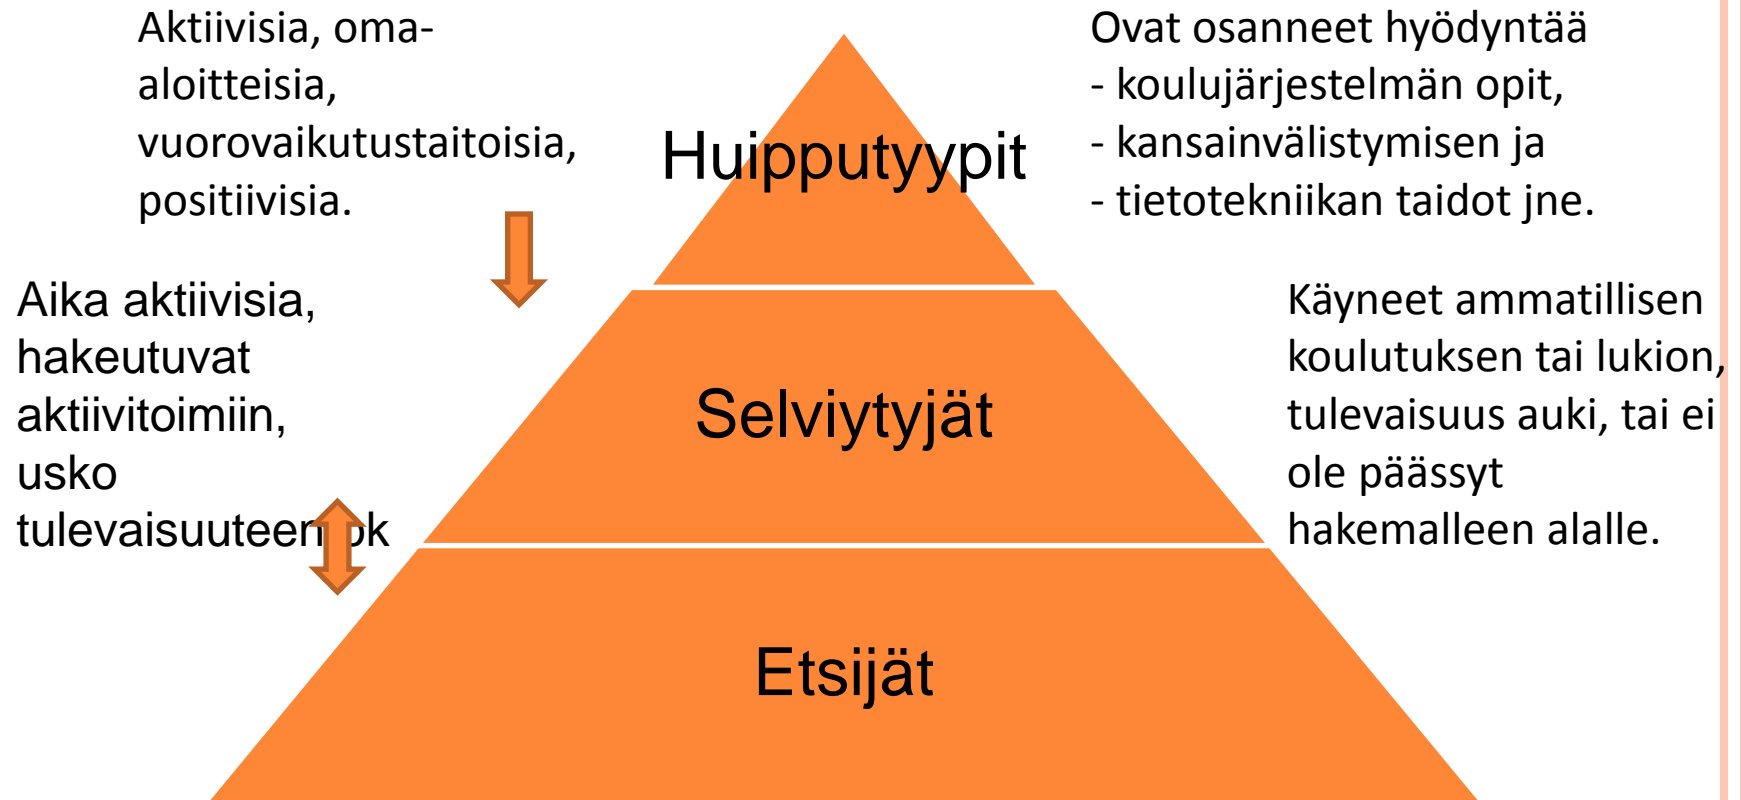 Aktiivisia, oma-
aloitteisia,
vuorovaikutustaitoisia,
positiivisia.
Huipputyypit
Ovat osanneet hyödyntää
- koulujärjestelmän opit,
- kansainvälistymisen ja
- tietotekniikan taidot jne.
Aika aktiivisia,
hakeutuvat
aktiivitoimiin,
usko
tulevaisuuteen ok
Selviytyjät
Käyneet ammatillisen
koulutuksen tai lukion,
tulevaisuus auki, tai ei
ole päässyt
hakemalleen alalle.
Etsijät